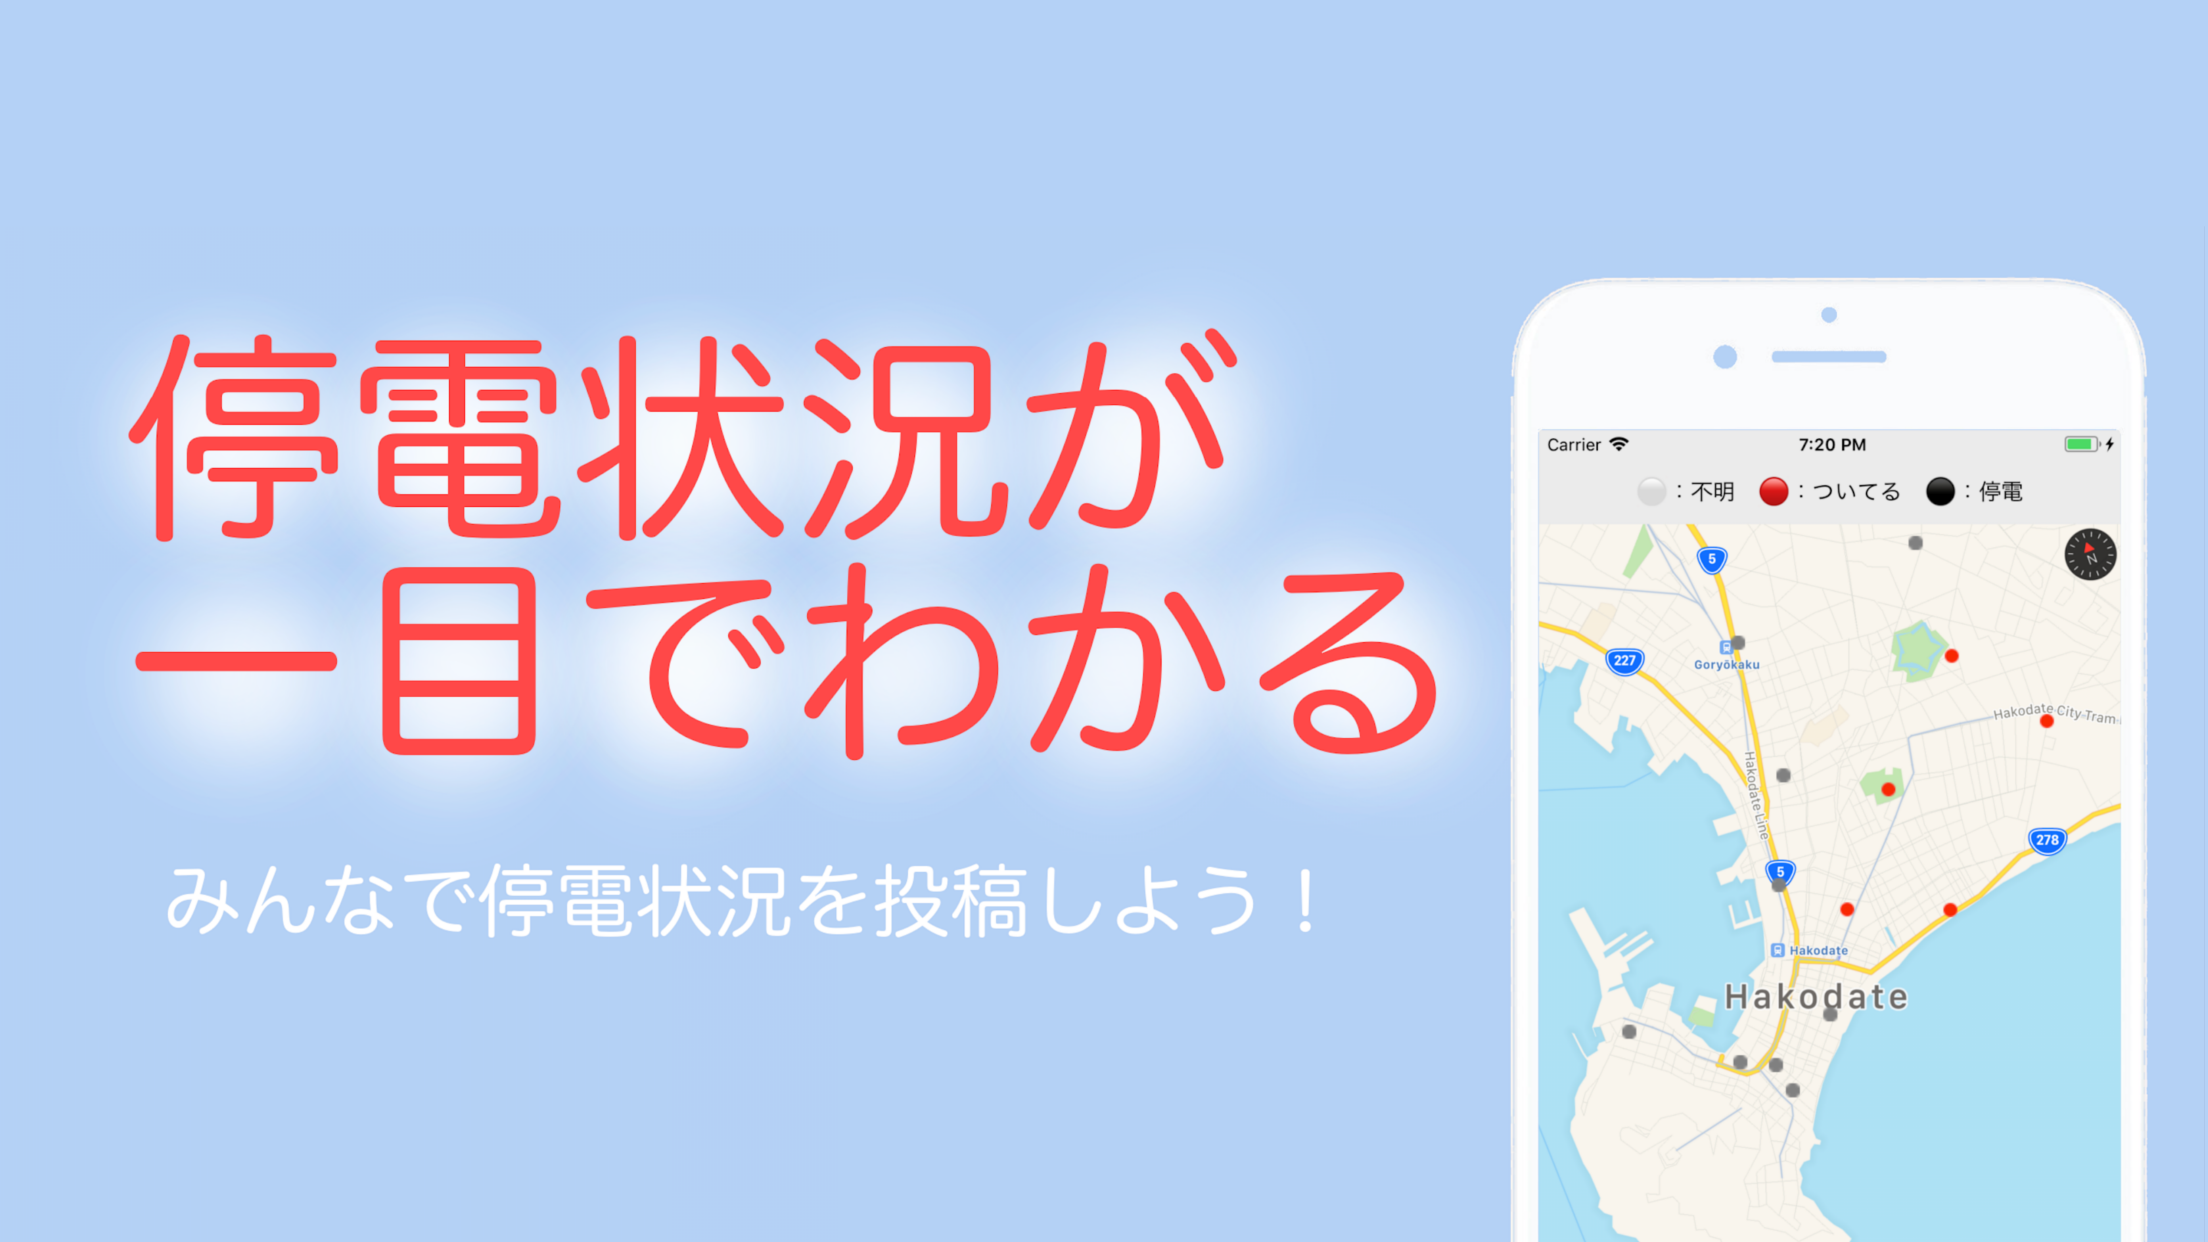 停電状況が
一目でわかる
みんなで停電状況を投稿しよう！
Carrier 7:20 PM
：不明 ：ついてる ：停電
N
5
227
Goryōkaku
Hakodate City Tram
Hakodate Line
278
5
Hakodate
Hakodate